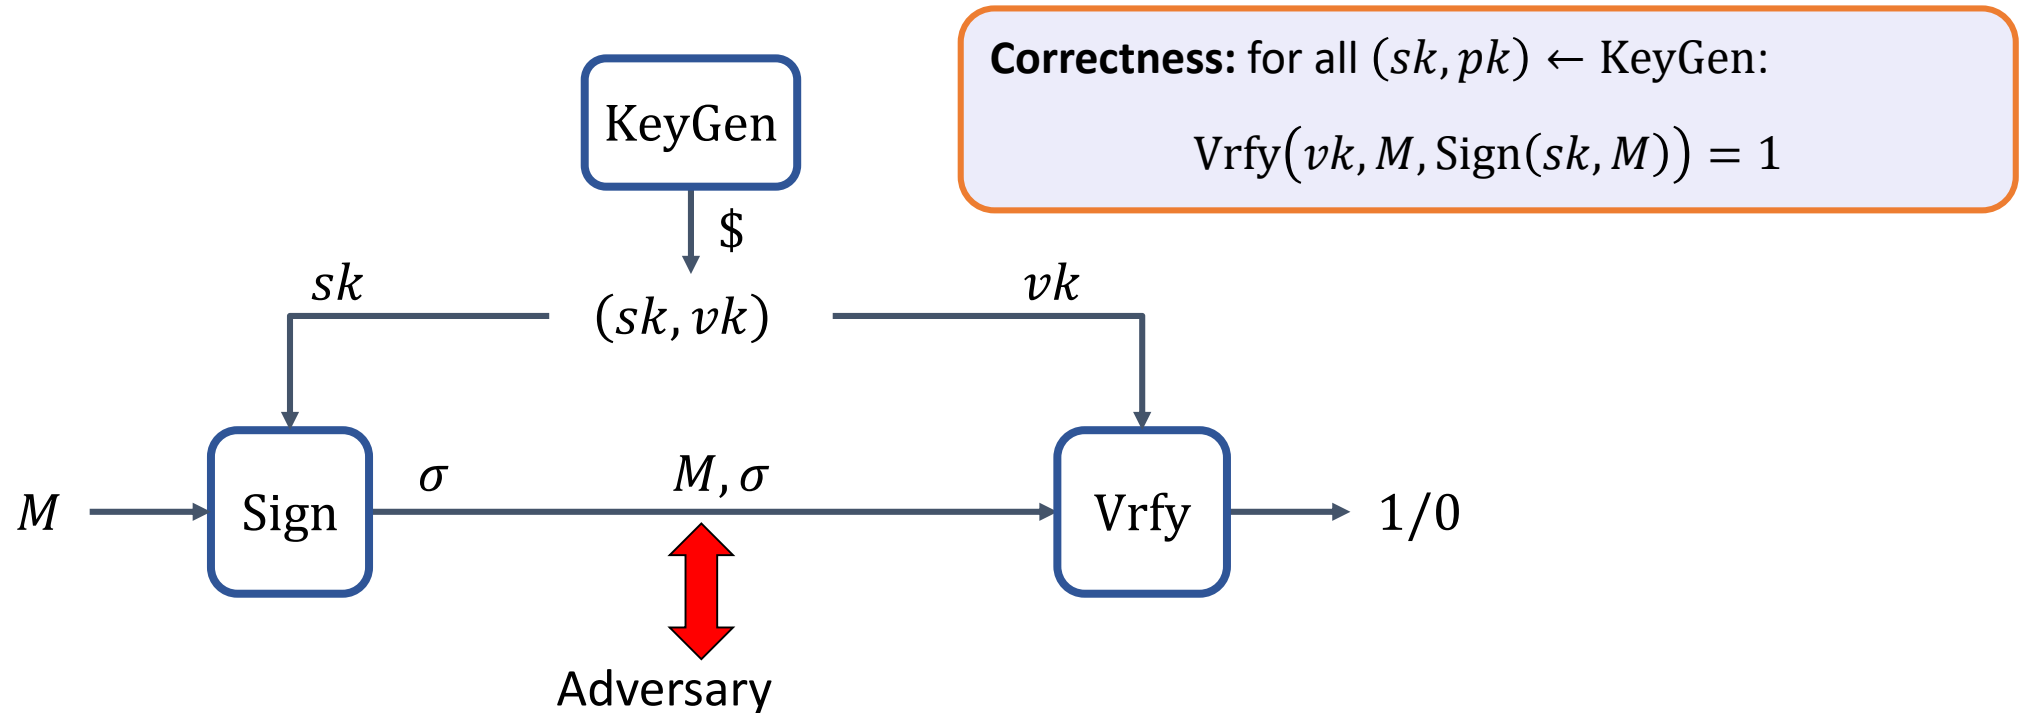 Correctness: for all (sk, pk) ← KeyGen:
Vrfy(vk, M, Sign(sk, M)) = 1
KeyGen
$
sk
(sk, vk)
vk
M
Sign
σ
M, σ
Vrfy
1/0
Adversary